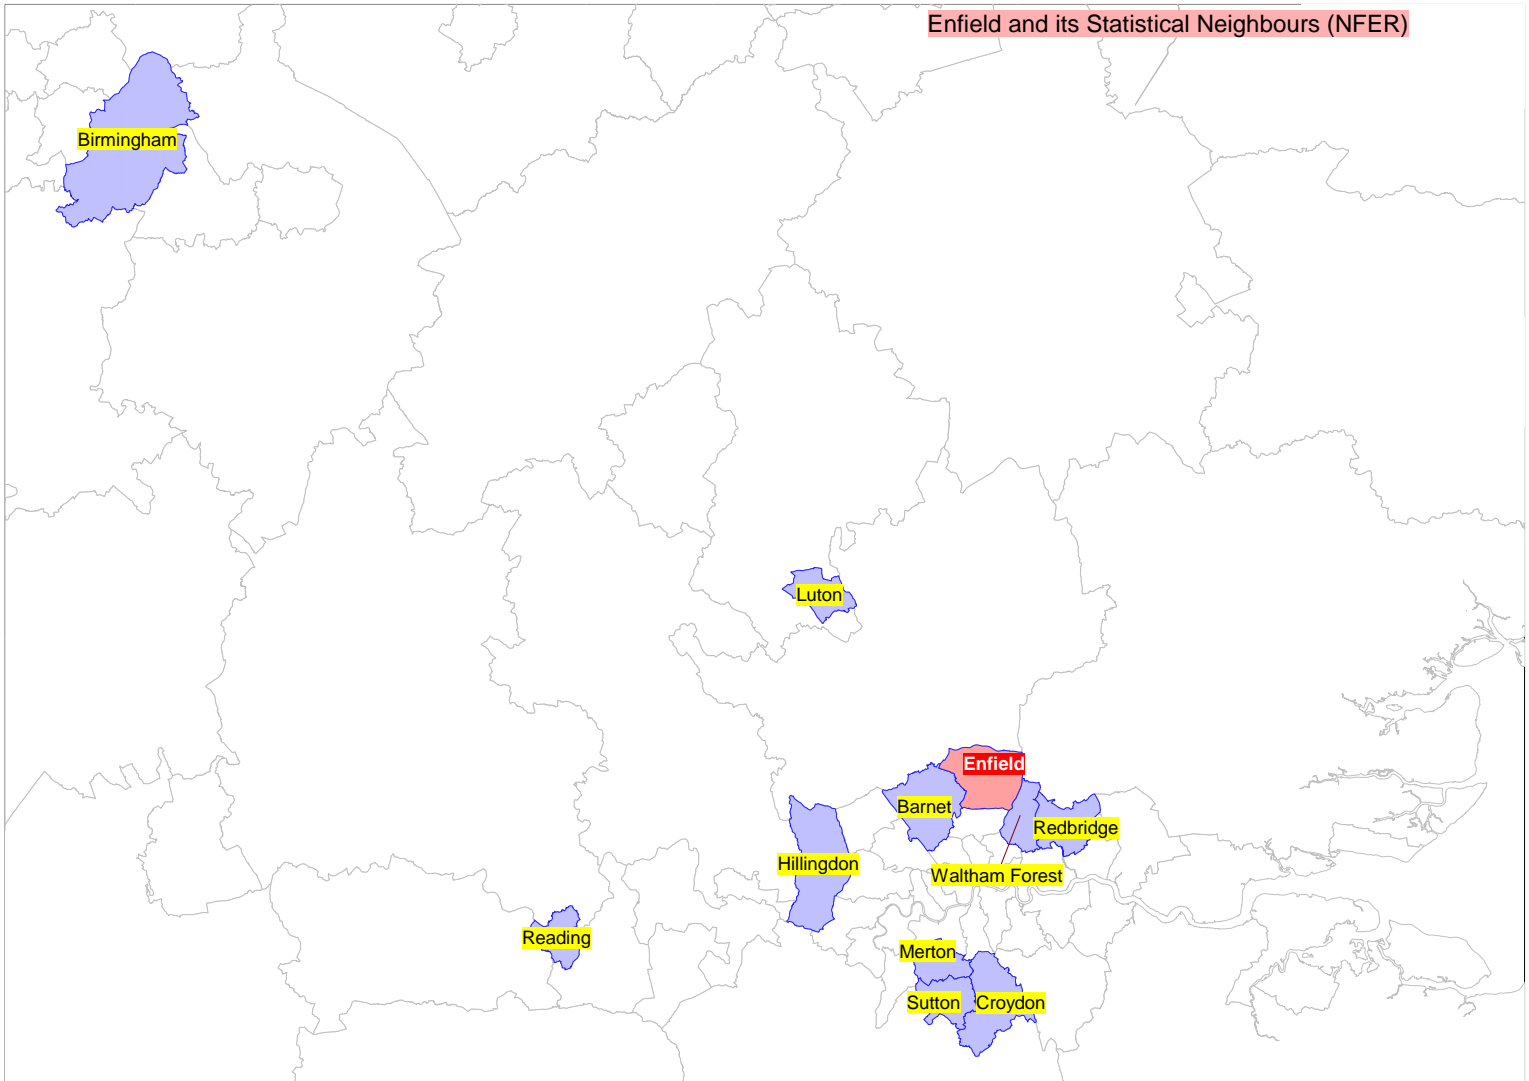 Enfield and its Statistical Neighbours (NFER)
Birmingham
Luton
Enfield
Barnet
Redbridge
Hillingdon
Waltham Forest
Reading
Merton
Sutton
Croydon